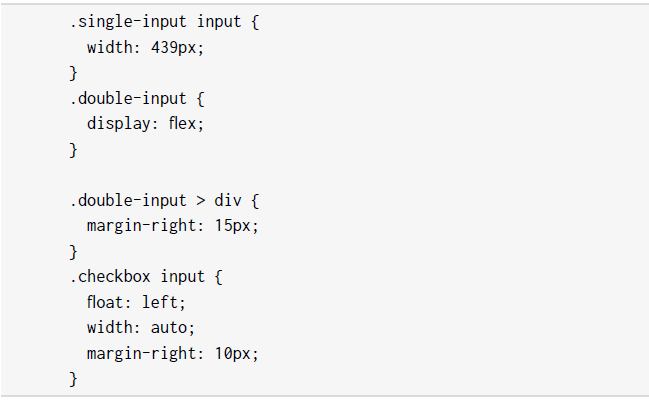 .single-input input {
  width: 439px;
}
.double-input {
  display: flex;
}

.double-input > div {
  margin-right: 15px;
}
.checkbox input {
  float: left;
  width: auto;
  margin-right: 10px;
}